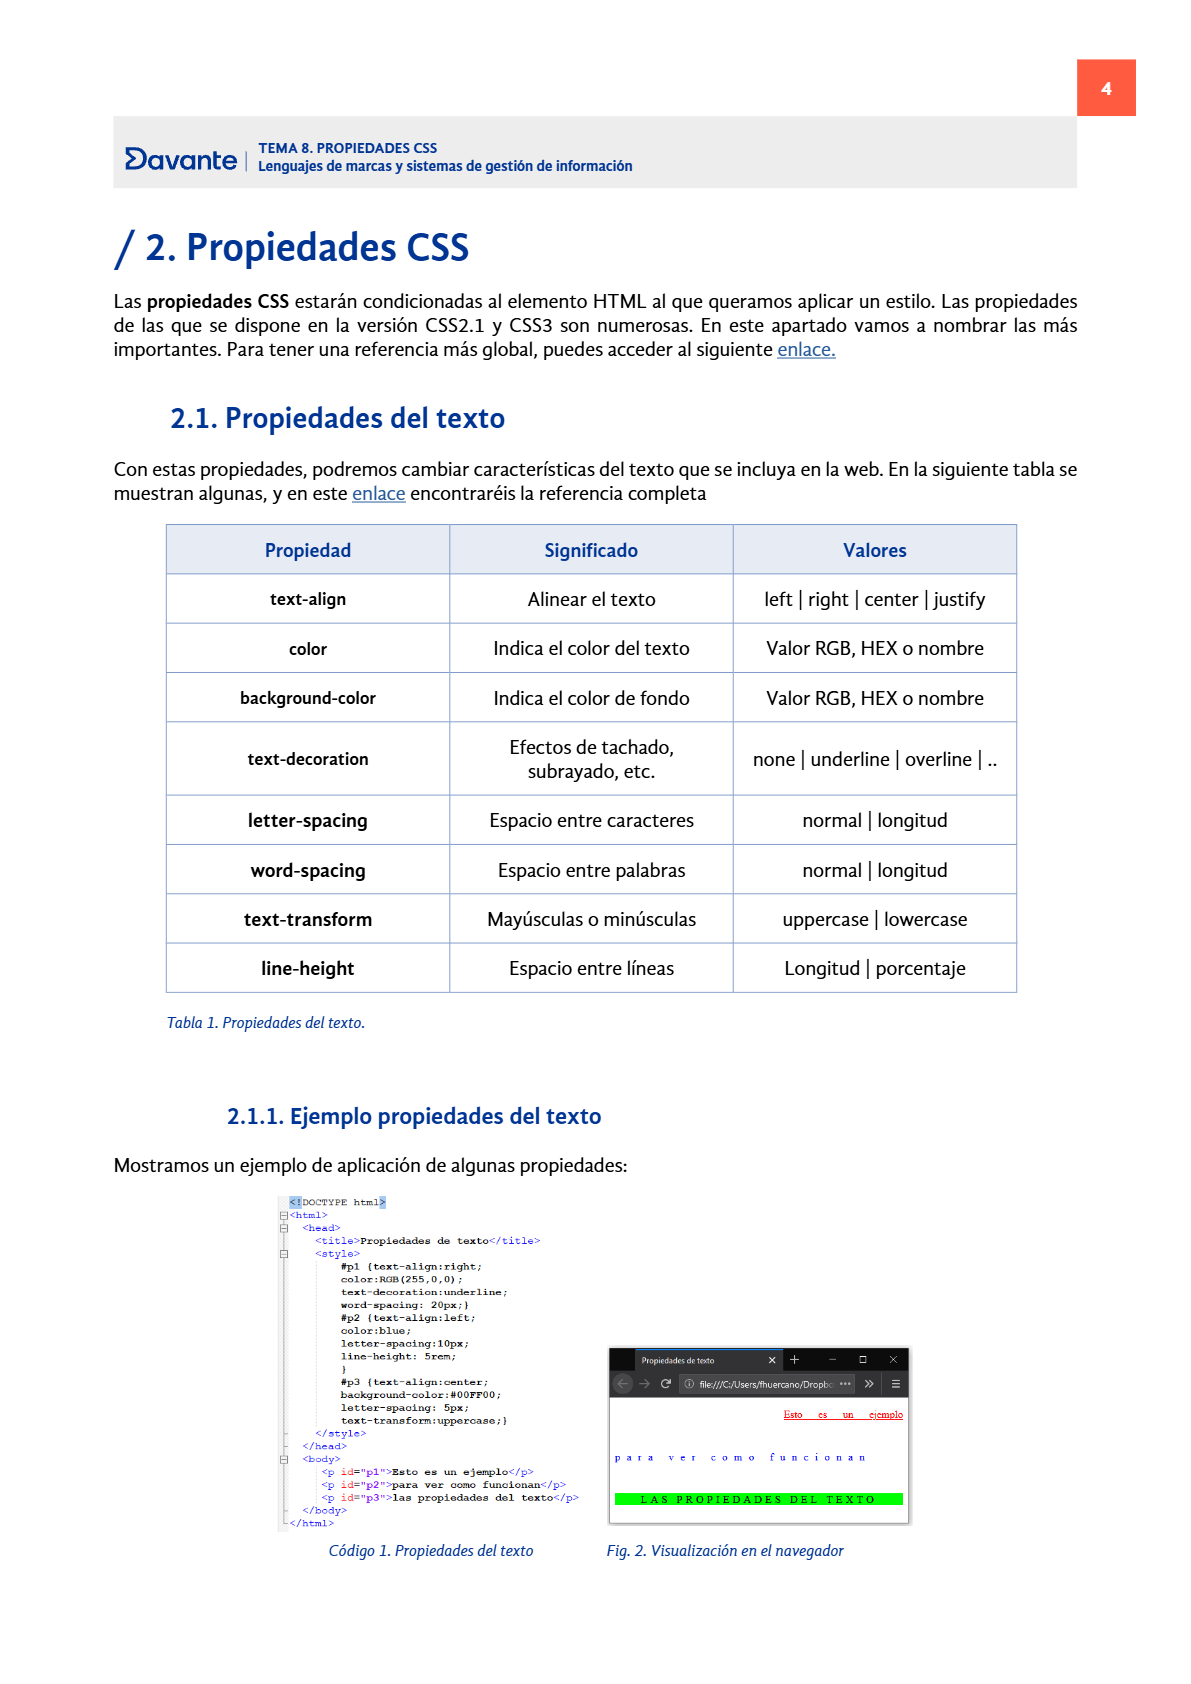 4
Davante
TEMA 8. PROPIEDADES CSS
Lenguajes de marcas y sistemas de gestión de información
/ 2. Propiedades CSS
Las propiedades CSS estarán condicionadas al elemento HTML al que queramos aplicar un estilo. Las propiedades
de las que se dispone en la versión CSS2.1 y CSS3 son numerosas. En este apartado vamos a nombrar las más
importantes. Para tener una referencia más global, puedes acceder al siguiente enlace.
2.1. Propiedades del texto
Con estas propiedades, podremos cambiar características del texto que se incluya en la web. En la siguiente tabla se
muestran algunas, y en este enlace encontraréis la referencia completa
Propiedad Significado Valores
text-align Alinear el texto left | right | center | justify
color Indica el color del texto Valor RGB, HEX o nombre
background-color Indica el color de fondo Valor RGB, HEX o nombre
text-decoration Efectos de tachado, subrayado, etc. none | underline | overline | ..
letter-spacing Espacio entre caracteres normal | longitud
word-spacing Espacio entre palabras normal | longitud
text-transform Mayúsculas o minúsculas uppercase | lowercase
line-height Espacio entre líneas Longitud | porcentaje
Tabla 1. Propiedades del texto.
2.1.1. Ejemplo propiedades del texto
Mostramos un ejemplo de aplicación de algunas propiedades:
<!DOCTYPE html>
<html>
<head>
<title>Propiedades de texto</title>
<style>
#p1 {text-align:right;
color:RGB(255,0,0);
text-decoration:underline;
word-spacing: 20px;}
#p2 {text-align:left;
color:blue;
letter-spacing:10px;
line-height: 5rem;
}
#p3 {text-align:center;
background-color:#00FF00;
letter-spacing: 5px;
text-transform:uppercase;}
</style>
</head>
<body>
<p id="p1">Esto es un ejemplo</p>
<p id="p2">para ver como funcionan</p>
<p id="p3">las propiedades del texto</p>
</body>
</html>
Propiedades de texto
file:///C:/Users/fhuercano/Dropbo
Esto es un ejemplo
para ver como funcionan
LAS PROPIEDADES DEL TEXTO
Código 1. Propiedades del texto
Fig. 2. Visualización en el navegador